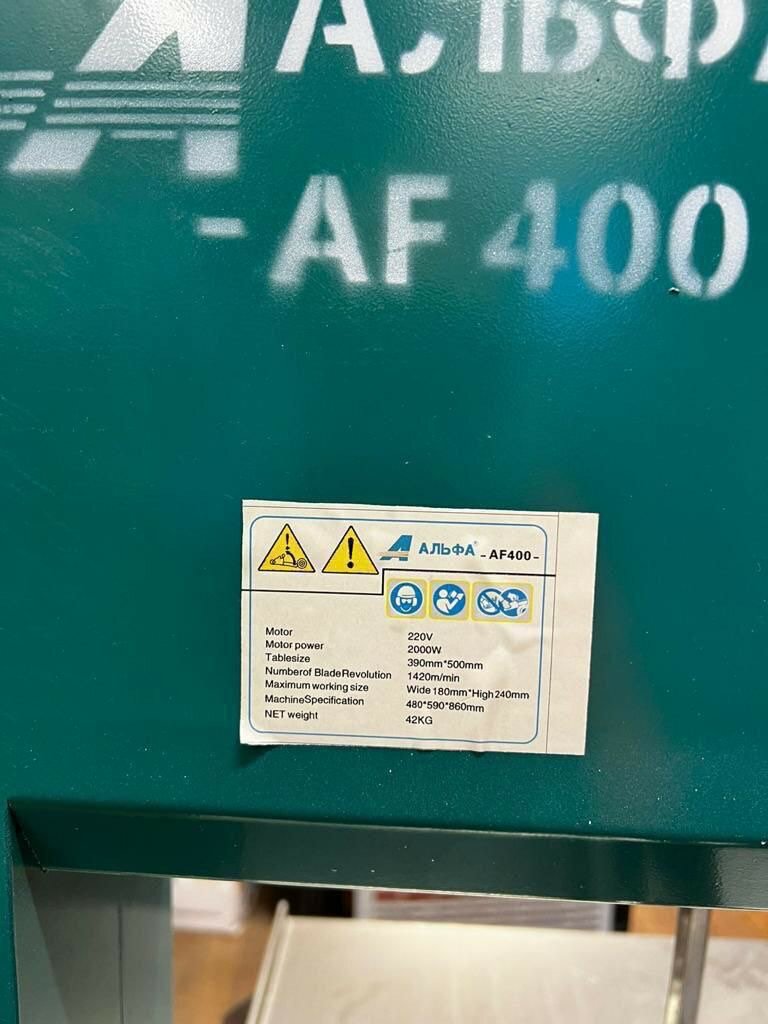 АЛЬФА
- AF 400
АЛЬФА® - AF400 -
Motor 220V
Motor power 2000W
Tablesize 390mm*500mm
Numberof BladeRevolution 1420m/min
Maximum working size Wide 180mm*High 240mm
MachineSpecification 480*590*860mm
NET weight 42KG